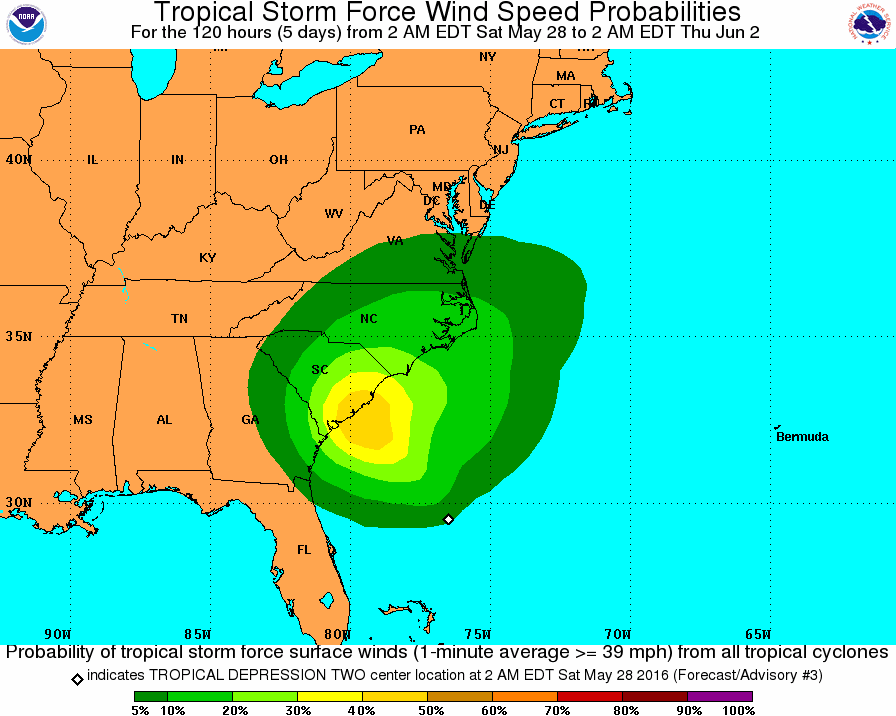 Tropical Storm Force Wind Speed Probabilities
For the 120 hours (5 days) from 2 AM EDT Sat May 28 to 2 AM EDT Thu Jun 2
NOAA
NATIONAL WEATHER SERVICE
NY
MA
CT
PA
NJ
40N
IL
IN
OH
MD
DC
DE
WV
VA
KY
TN
NC
35N
SC
MS
AL
GA
Bermuda
30N
FL
90W
85W
80W
75W
70W
65W
Probability of tropical storm force surface winds (1-minute average >= 39 mph) from all tropical cyclones
indicates TROPICAL DEPRESSION TWO center location at 2 AM EDT Sat May 28 2016 (Forecast/Advisory #3)
5% 10% 20% 30% 40% 50% 60% 70% 80% 90% 100%